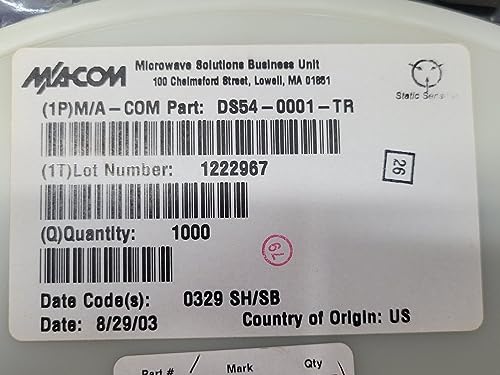 M/A-COM
Microwave Solutions Business Unit
100 Chelmsford Street, Lowell, MA 01851
Static Sensitive
(1P)M/A-COM Part: DS54-0001-TR
(1T)Lot Number: 1222967
26
(Q)Quantity: 1000
Date Code(s): 0329 SH/SB
Date: 8/29/03
Country of Origin: US
Part #
Mark
Qty